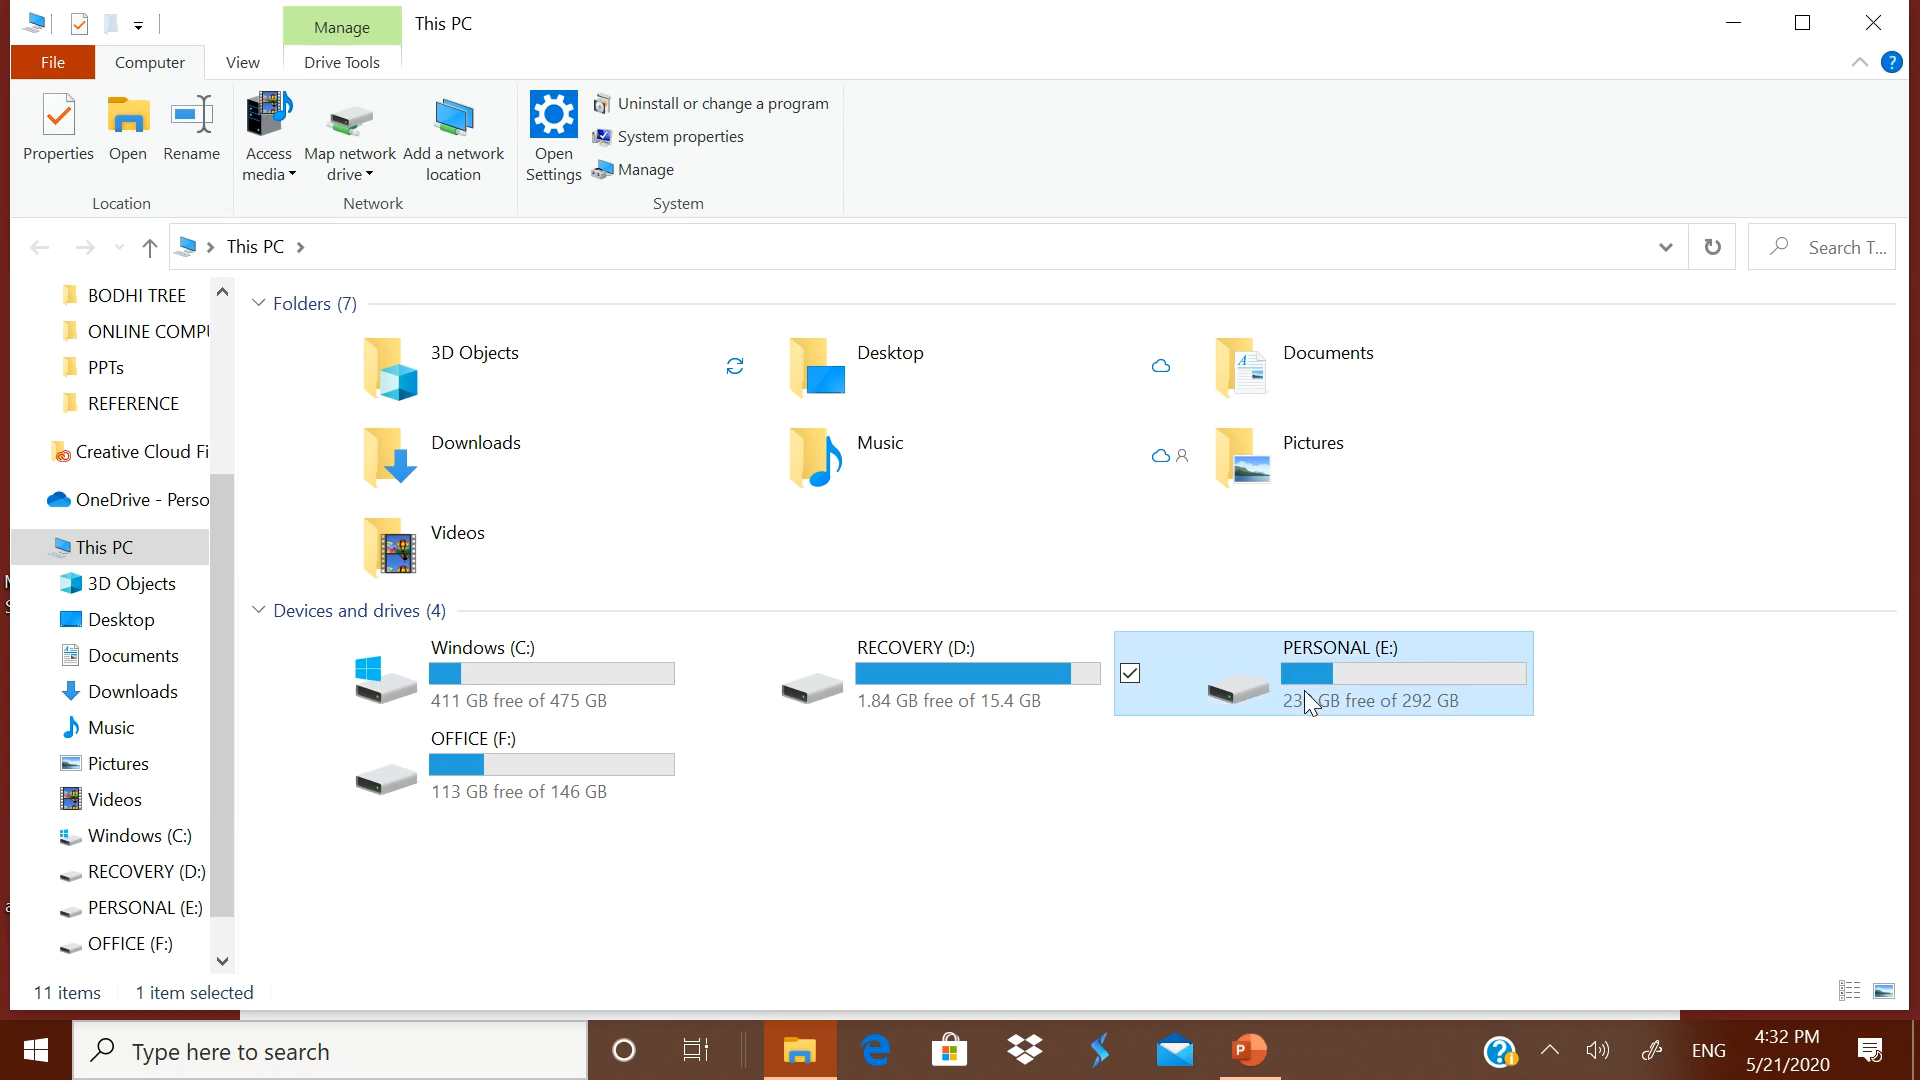 Manage
This PC
File
Computer
View
Drive Tools
Properties
Open
Rename
Access media
Map network drive
Add a network location
Open Settings
Uninstall or change a program
System properties
Manage
Location
Network
System
This PC
Search T...
BODHI TREE
ONLINE
PPTs
REFERENCE
Creative Cloud Fi
OneDrive - Perso
This PC
3D Objects
Desktop
Documents
Downloads
Music
Pictures
Videos
Windows (C:)
RECOVERY (D:)
PERSONAL (E:)
OFFICE (F:)
Folders (7)
3D Objects
Desktop
Documents
Downloads
Music
Pictures
Videos
Devices and drives (4)
Windows (C:)
411 GB free of 475 GB
RECOVERY (D:)
1.84 GB free of 15.4 GB
PERSONAL (E:)
GB free of 292 GB
OFFICE (F:)
113 GB free of 146 GB
11 items
1 item selected
Type here to search
ENG
4:32 PM
5/21/2020